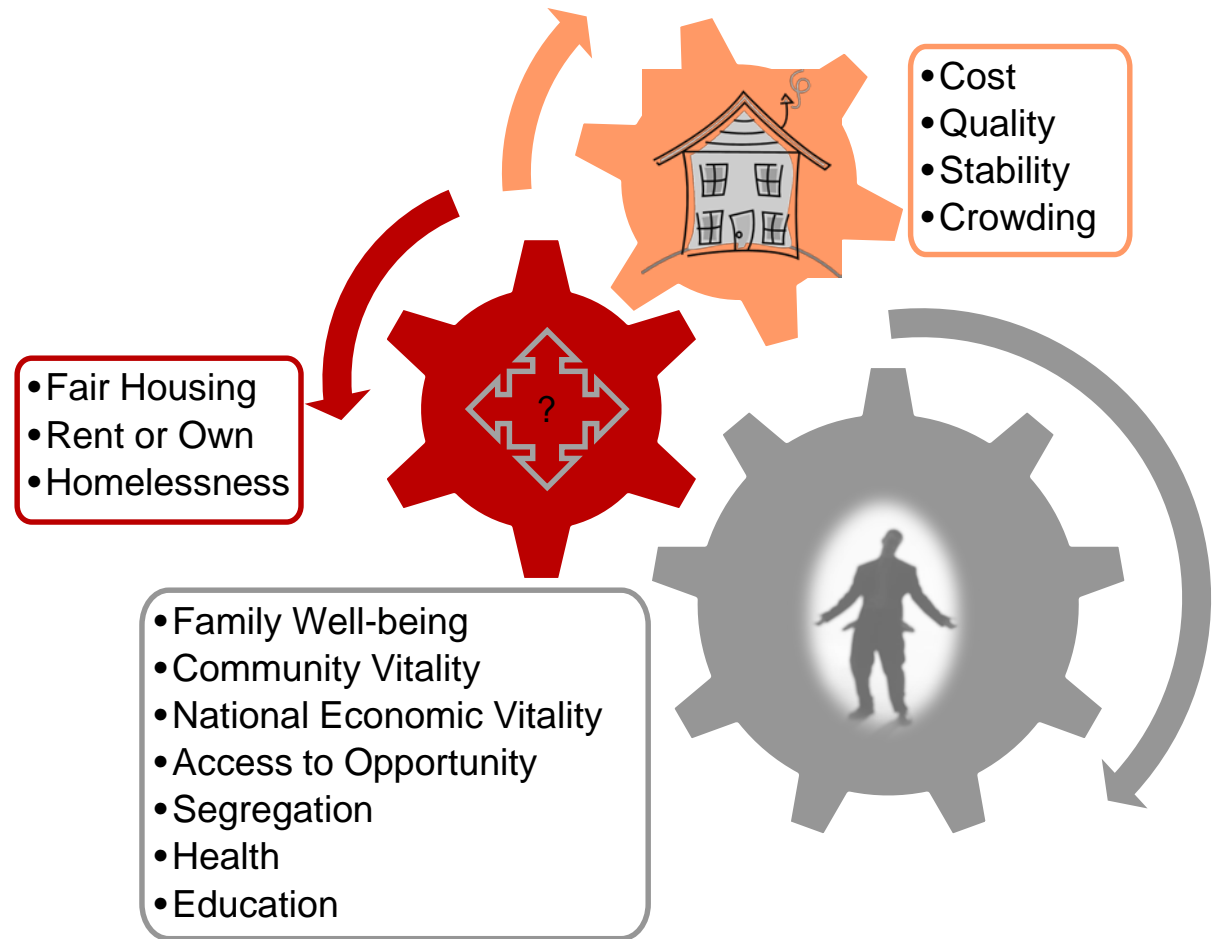 •Cost
•Quality
•Stability
•Crowding
•Fair Housing
•Rent or Own
•Homelessness
?
•Family Well-being
•Community Vitality
•National Economic Vitality
•Access to Opportunity
•Segregation
•Health
•Education